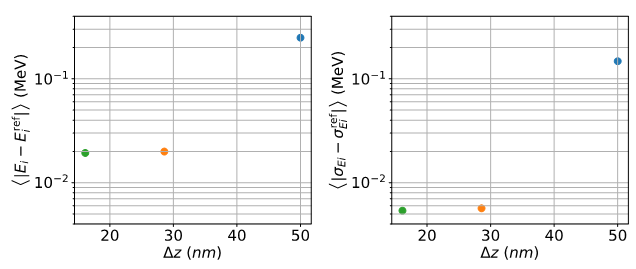 ⟨|E_i − E_i^ref|⟩ (MeV)
10^−1
10^−2
20 30 40 50
Δz (nm)
⟨|σ_Ei − σ_Ei^ref|⟩ (MeV)
10^−1
10^−2
20 30 40 50
Δz (nm)